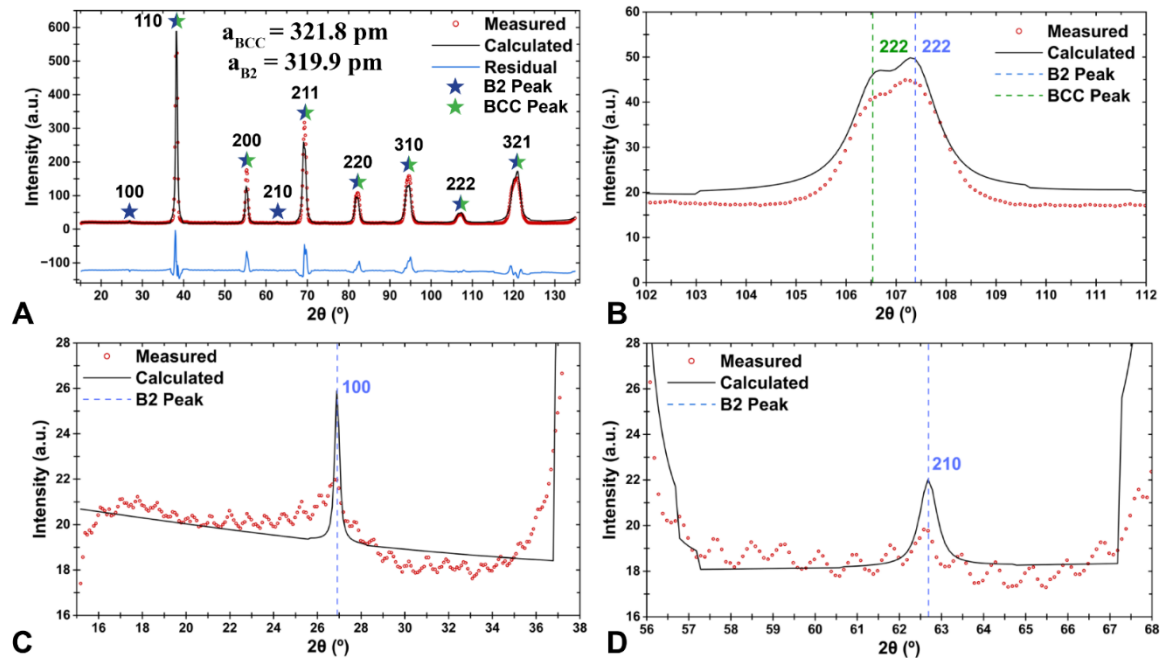 A
Intensity (a.u.)
600
500
400
300
200
100
0
−100
20 30 40 50 60 70 80 90 100 110 120 130
2θ (º)
a_BCC = 321.8 pm
a_B2 = 319.9 pm
110
100
200
210
211
220
310
222
321
Measured
Calculated
Residual
B2 Peak
BCC Peak
B
Intensity (a.u.)
60
50
40
30
20
10
0
102 103 104 105 106 107 108 109 110 111 112
2θ (º)
222 222
Measured
Calculated
B2 Peak
BCC Peak
C
Intensity (a.u.)
28
26
24
22
20
18
16
16 18 20 22 24 26 28 30 32 34 36 38
2θ (º)
Measured
Calculated
B2 Peak
100
D
Intensity (a.u.)
28
26
24
22
20
18
16
56 57 58 59 60 61 62 63 64 65 66 67 68
2θ (º)
Measured
Calculated
B2 Peak
210